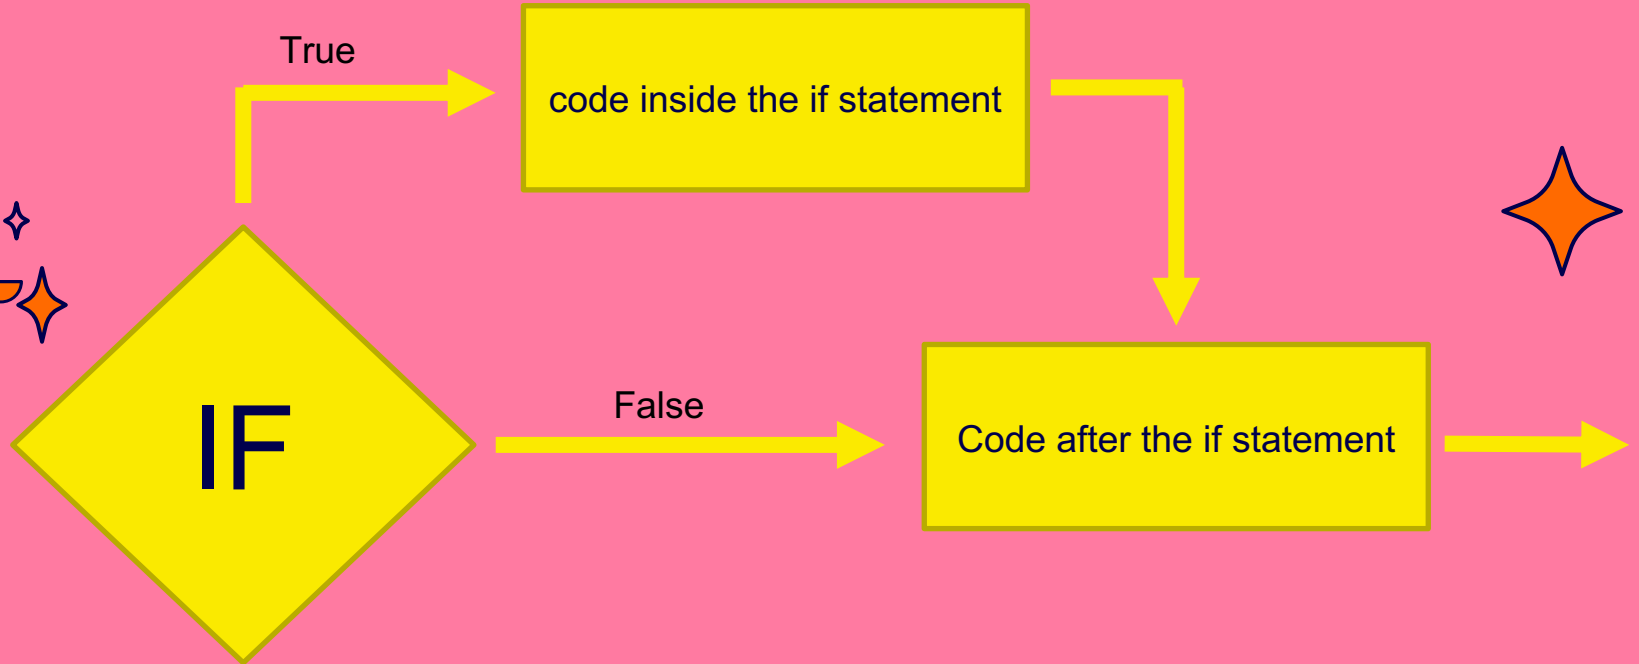 True
code inside the if statement
IF
False
Code after the if statement